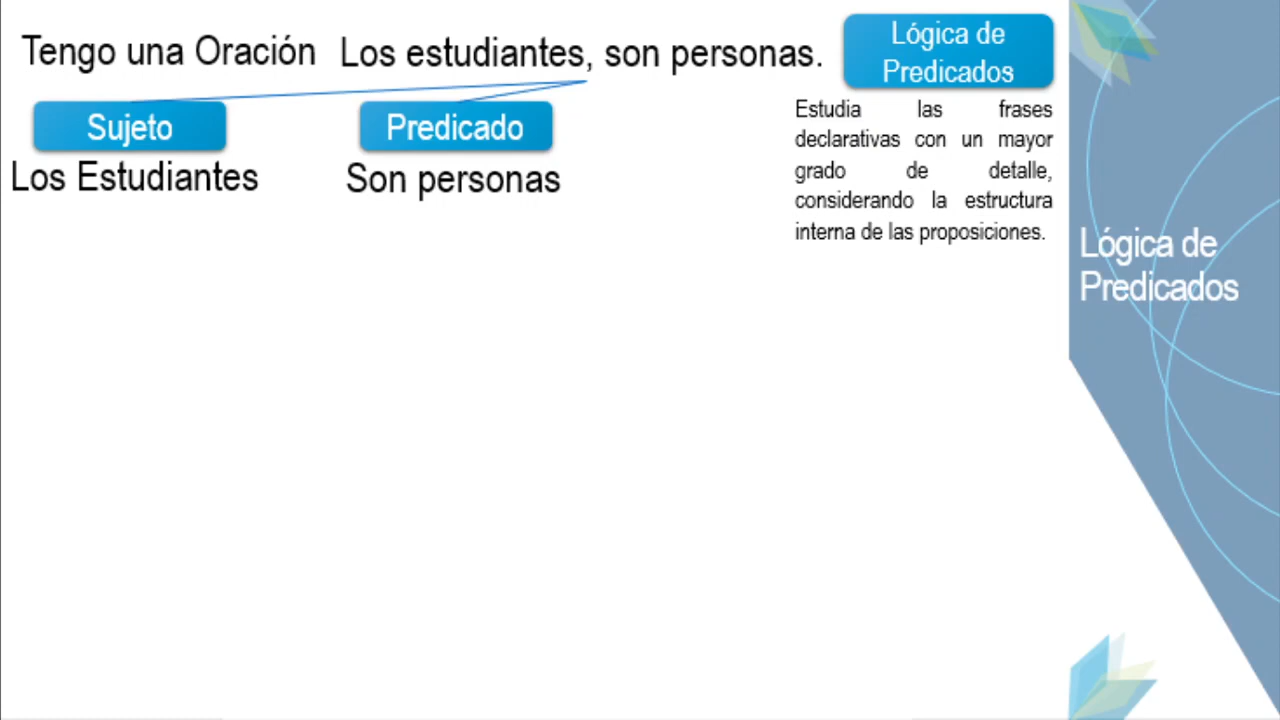 Tengo una Oración Los estudiantes, son personas.
Sujeto
Predicado
Los Estudiantes
Son personas
Lógica de
Predicados
Estudia las frases
declarativas con un mayor
grado de detalle,
considerando la estructura
interna de las proposiciones.
Lógica de
Predicados